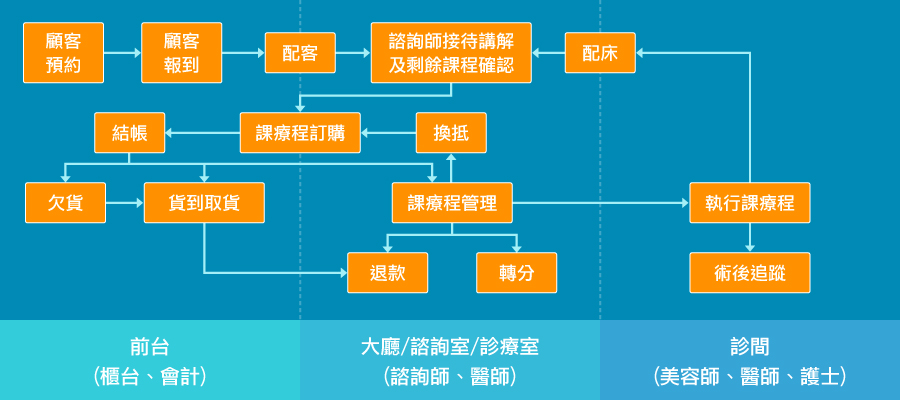 顧客
預約
顧客
報到
配客
諮詢師接待講解
及剩餘課程確認
配床
結帳
課療程訂購
換抵
欠貨
貨到取貨
課療程管理
執行課療程
退款
轉分
術後追蹤
前台
(櫃台、會計)
大廳/諮詢室/診療室
(諮詢師、醫師)
診間
(美容師、醫師、護士)